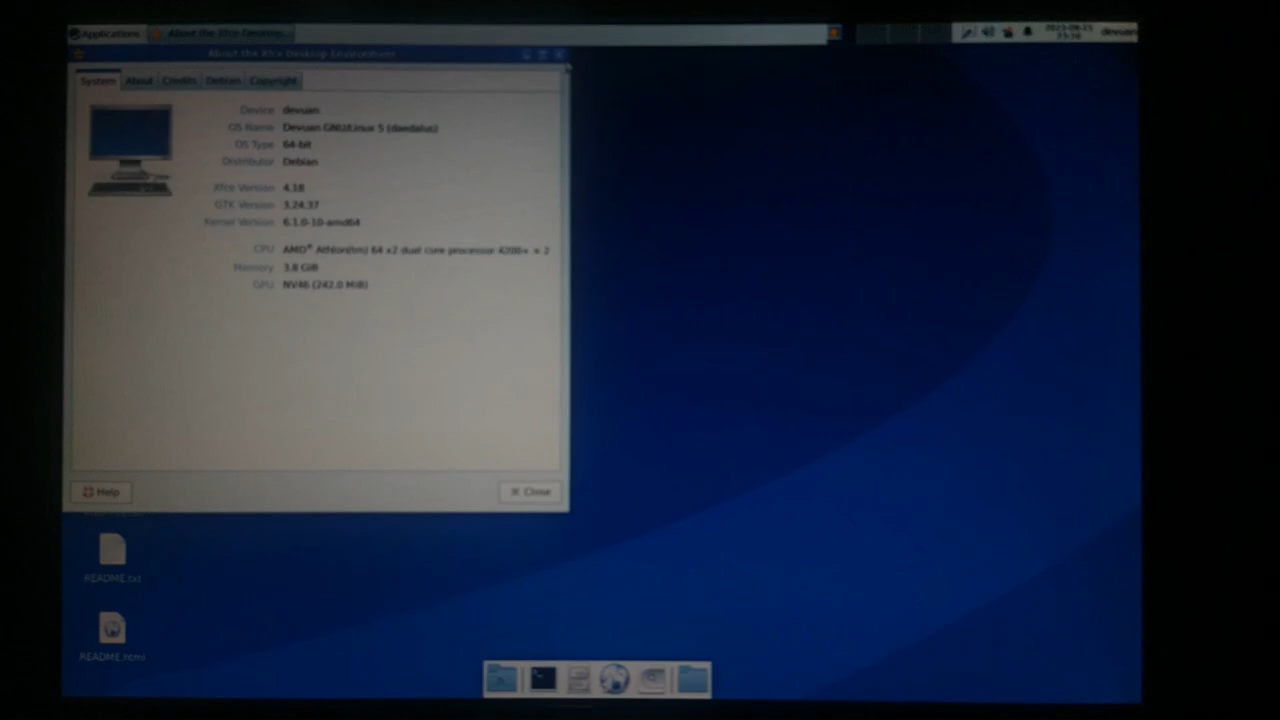 Applications
About the Xfce Desktop...
devuan
About the Xfce Desktop Environment
System About Credits Debian Copyright
Device devuan
OS Name Devuan GNU/Linux 5 (daedalus)
OS Type 64-bit
Distributor Debian
Xfce Version 4.18
GTK Version 3.24.37
Kernel Version 6.1.0-10-amd64
CPU AMD® Athlon(tm) 64 x2 dual core processor 4200+ × 2
Memory 3.8 GiB
GPU NV46 (242.0 MiB)
Help Close
README.txt
README.html